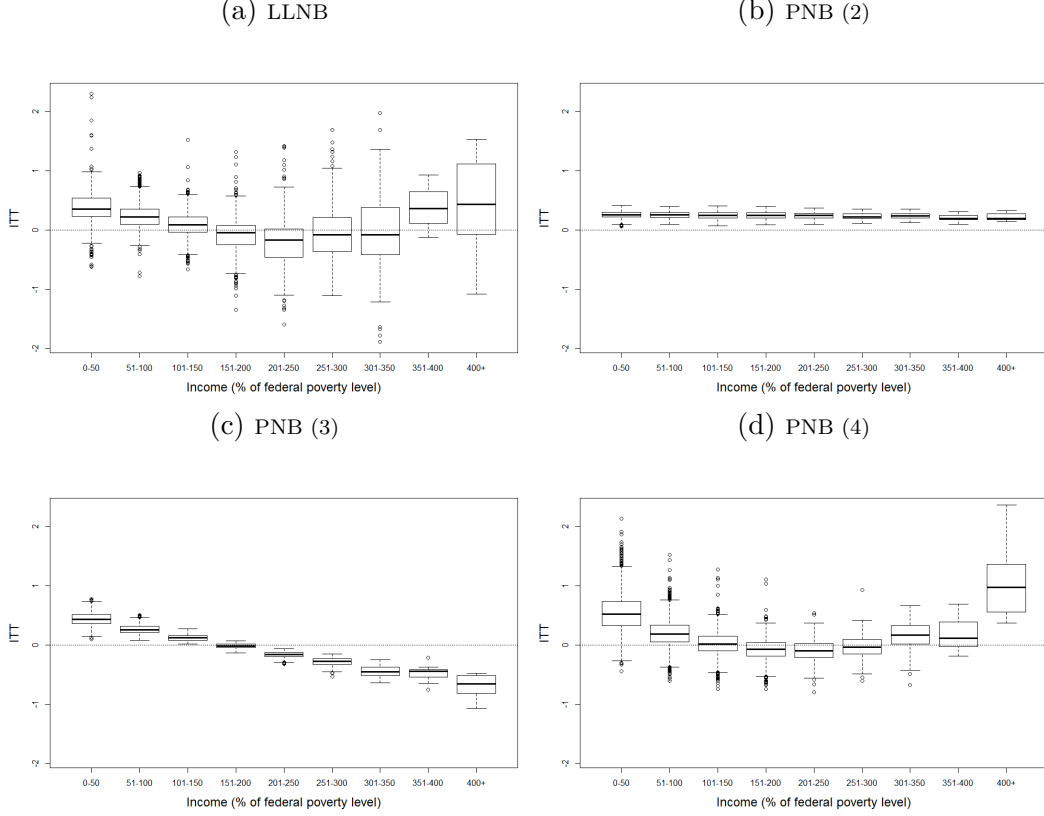 (a) LLNB
(b) PNB (2)
ITT
2
1
0
-1
-2
0-50 51-100 101-150 151-200 201-250 251-300 301-350 351-400 400+
Income (% of federal poverty level)
ITT
2
1
0
-1
-2
0-50 51-100 101-150 151-200 201-250 251-300 301-350 351-400 400+
Income (% of federal poverty level)
(c) PNB (3)
(d) PNB (4)
ITT
2
1
0
-1
-2
0-50 51-100 101-150 151-200 201-250 251-300 301-350 351-400 400+
Income (% of federal poverty level)
ITT
2
1
0
-1
-2
0-50 51-100 101-150 151-200 201-250 251-300 301-350 351-400 400+
Income (% of federal poverty level)